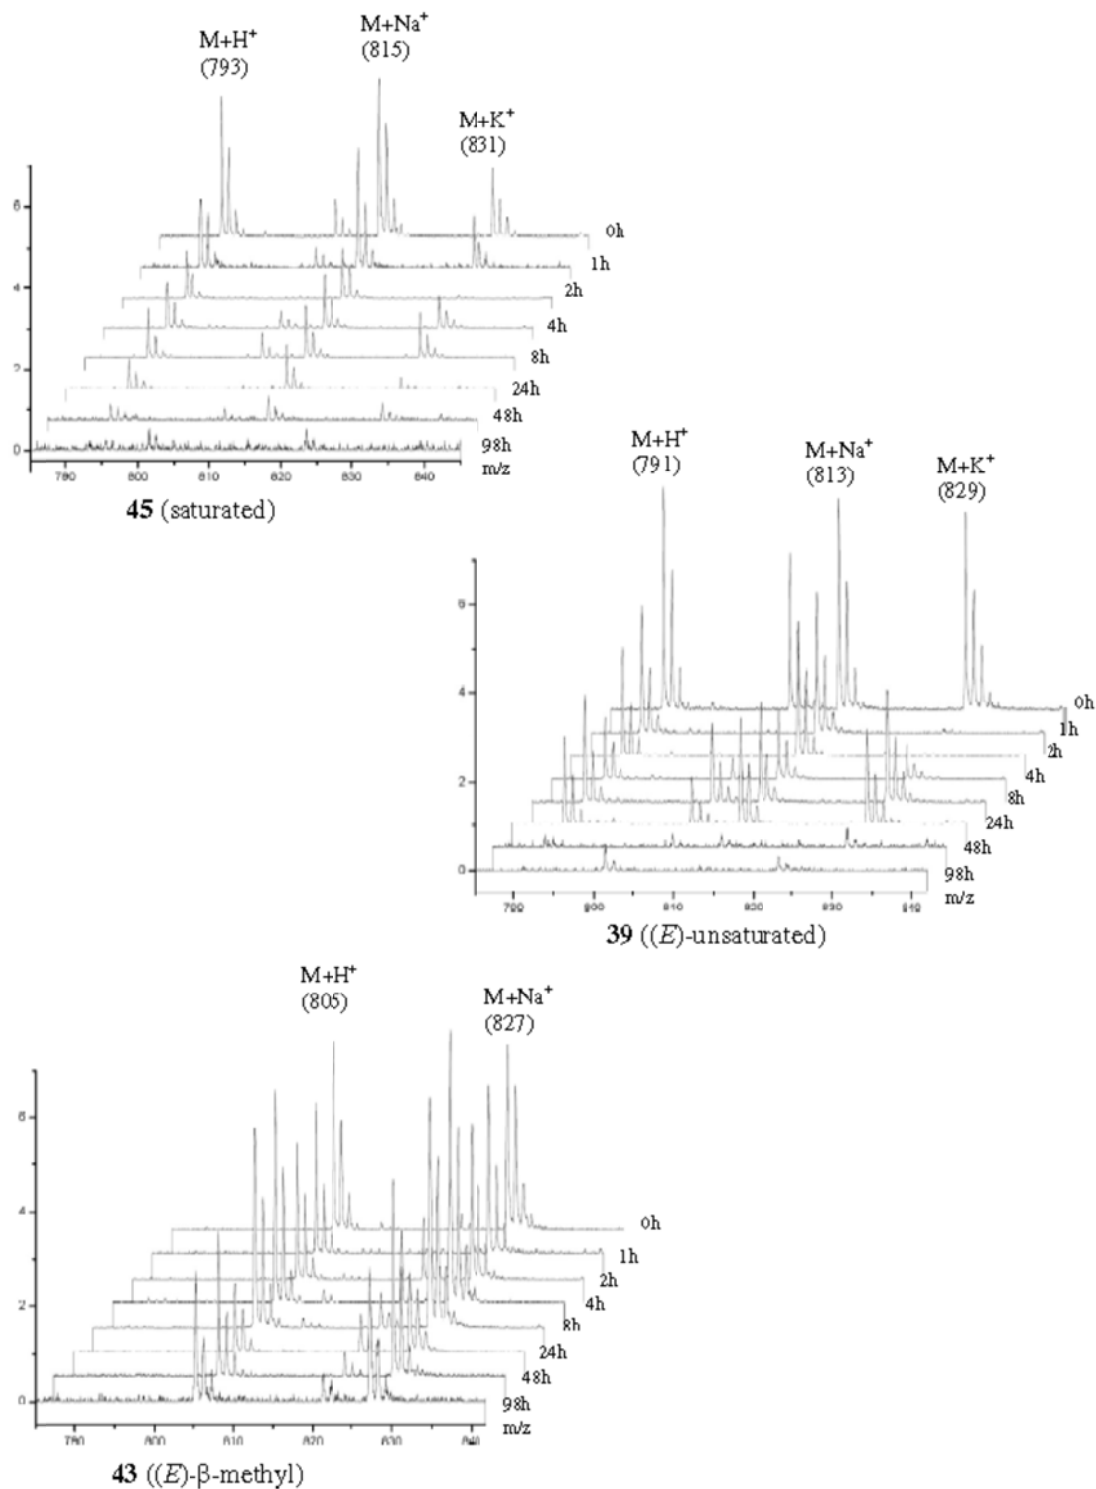 M+H⁺
(793)
M+Na⁺
(815)
M+K⁺
(831)
6
4
2
0
0h
1h
2h
4h
8h
24h
48h
98h
m/z
790 800 810 820 830 840
45 (saturated)
M+H⁺
(791)
M+Na⁺
(813)
M+K⁺
(829)
6
4
2
0
0h
1h
2h
4h
8h
24h
48h
98h
m/z
790 800 810 820 830 840
39 ((E)-unsaturated)
M+H⁺
(805)
M+Na⁺
(827)
6
4
2
0
0h
1h
2h
4h
8h
24h
48h
98h
m/z
790 800 810 820 830 840
43 ((E)-β-methyl)